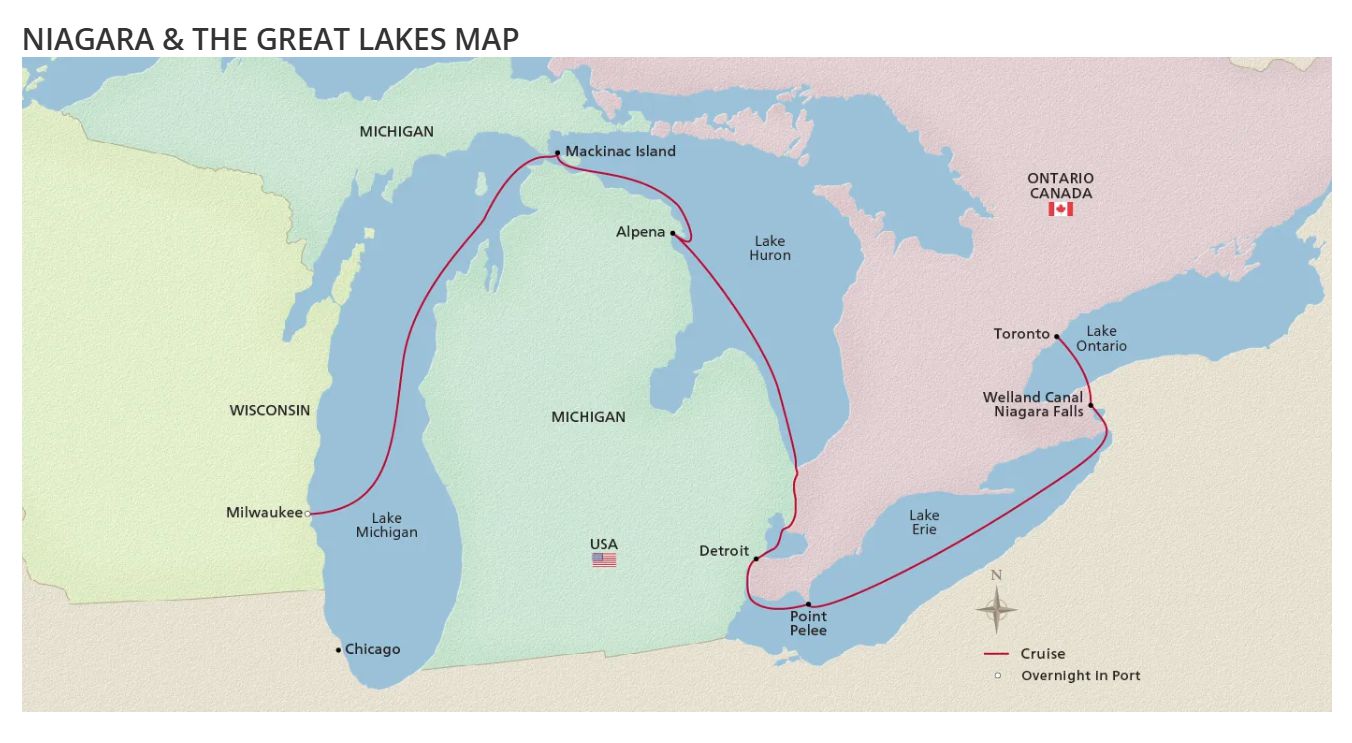 NIAGARA & THE GREAT LAKES MAP
MICHIGAN
Mackinac Island
ONTARIO
CANADA
Alpena
Lake
Huron
Toronto
Lake
Ontario
Welland Canal
Niagara Falls
WISCONSIN
MICHIGAN
Milwaukee
Lake
Michigan
Lake
Erie
USA
Detroit
N
Point
Pelee
Chicago
Cruise
Overnight In Port